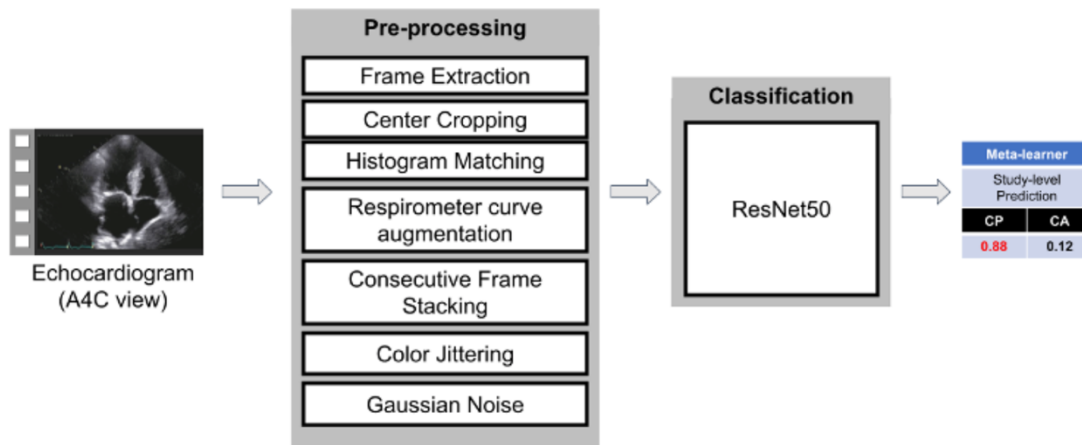 Echocardiogram
(A4C view)
Pre-processing
Frame Extraction
Center Cropping
Histogram Matching
Respirometer curve
augmentation
Consecutive Frame
Stacking
Color Jittering
Gaussian Noise
Classification
ResNet50
Meta-learner
Study-level
Prediction
CP CA
0.88 0.12